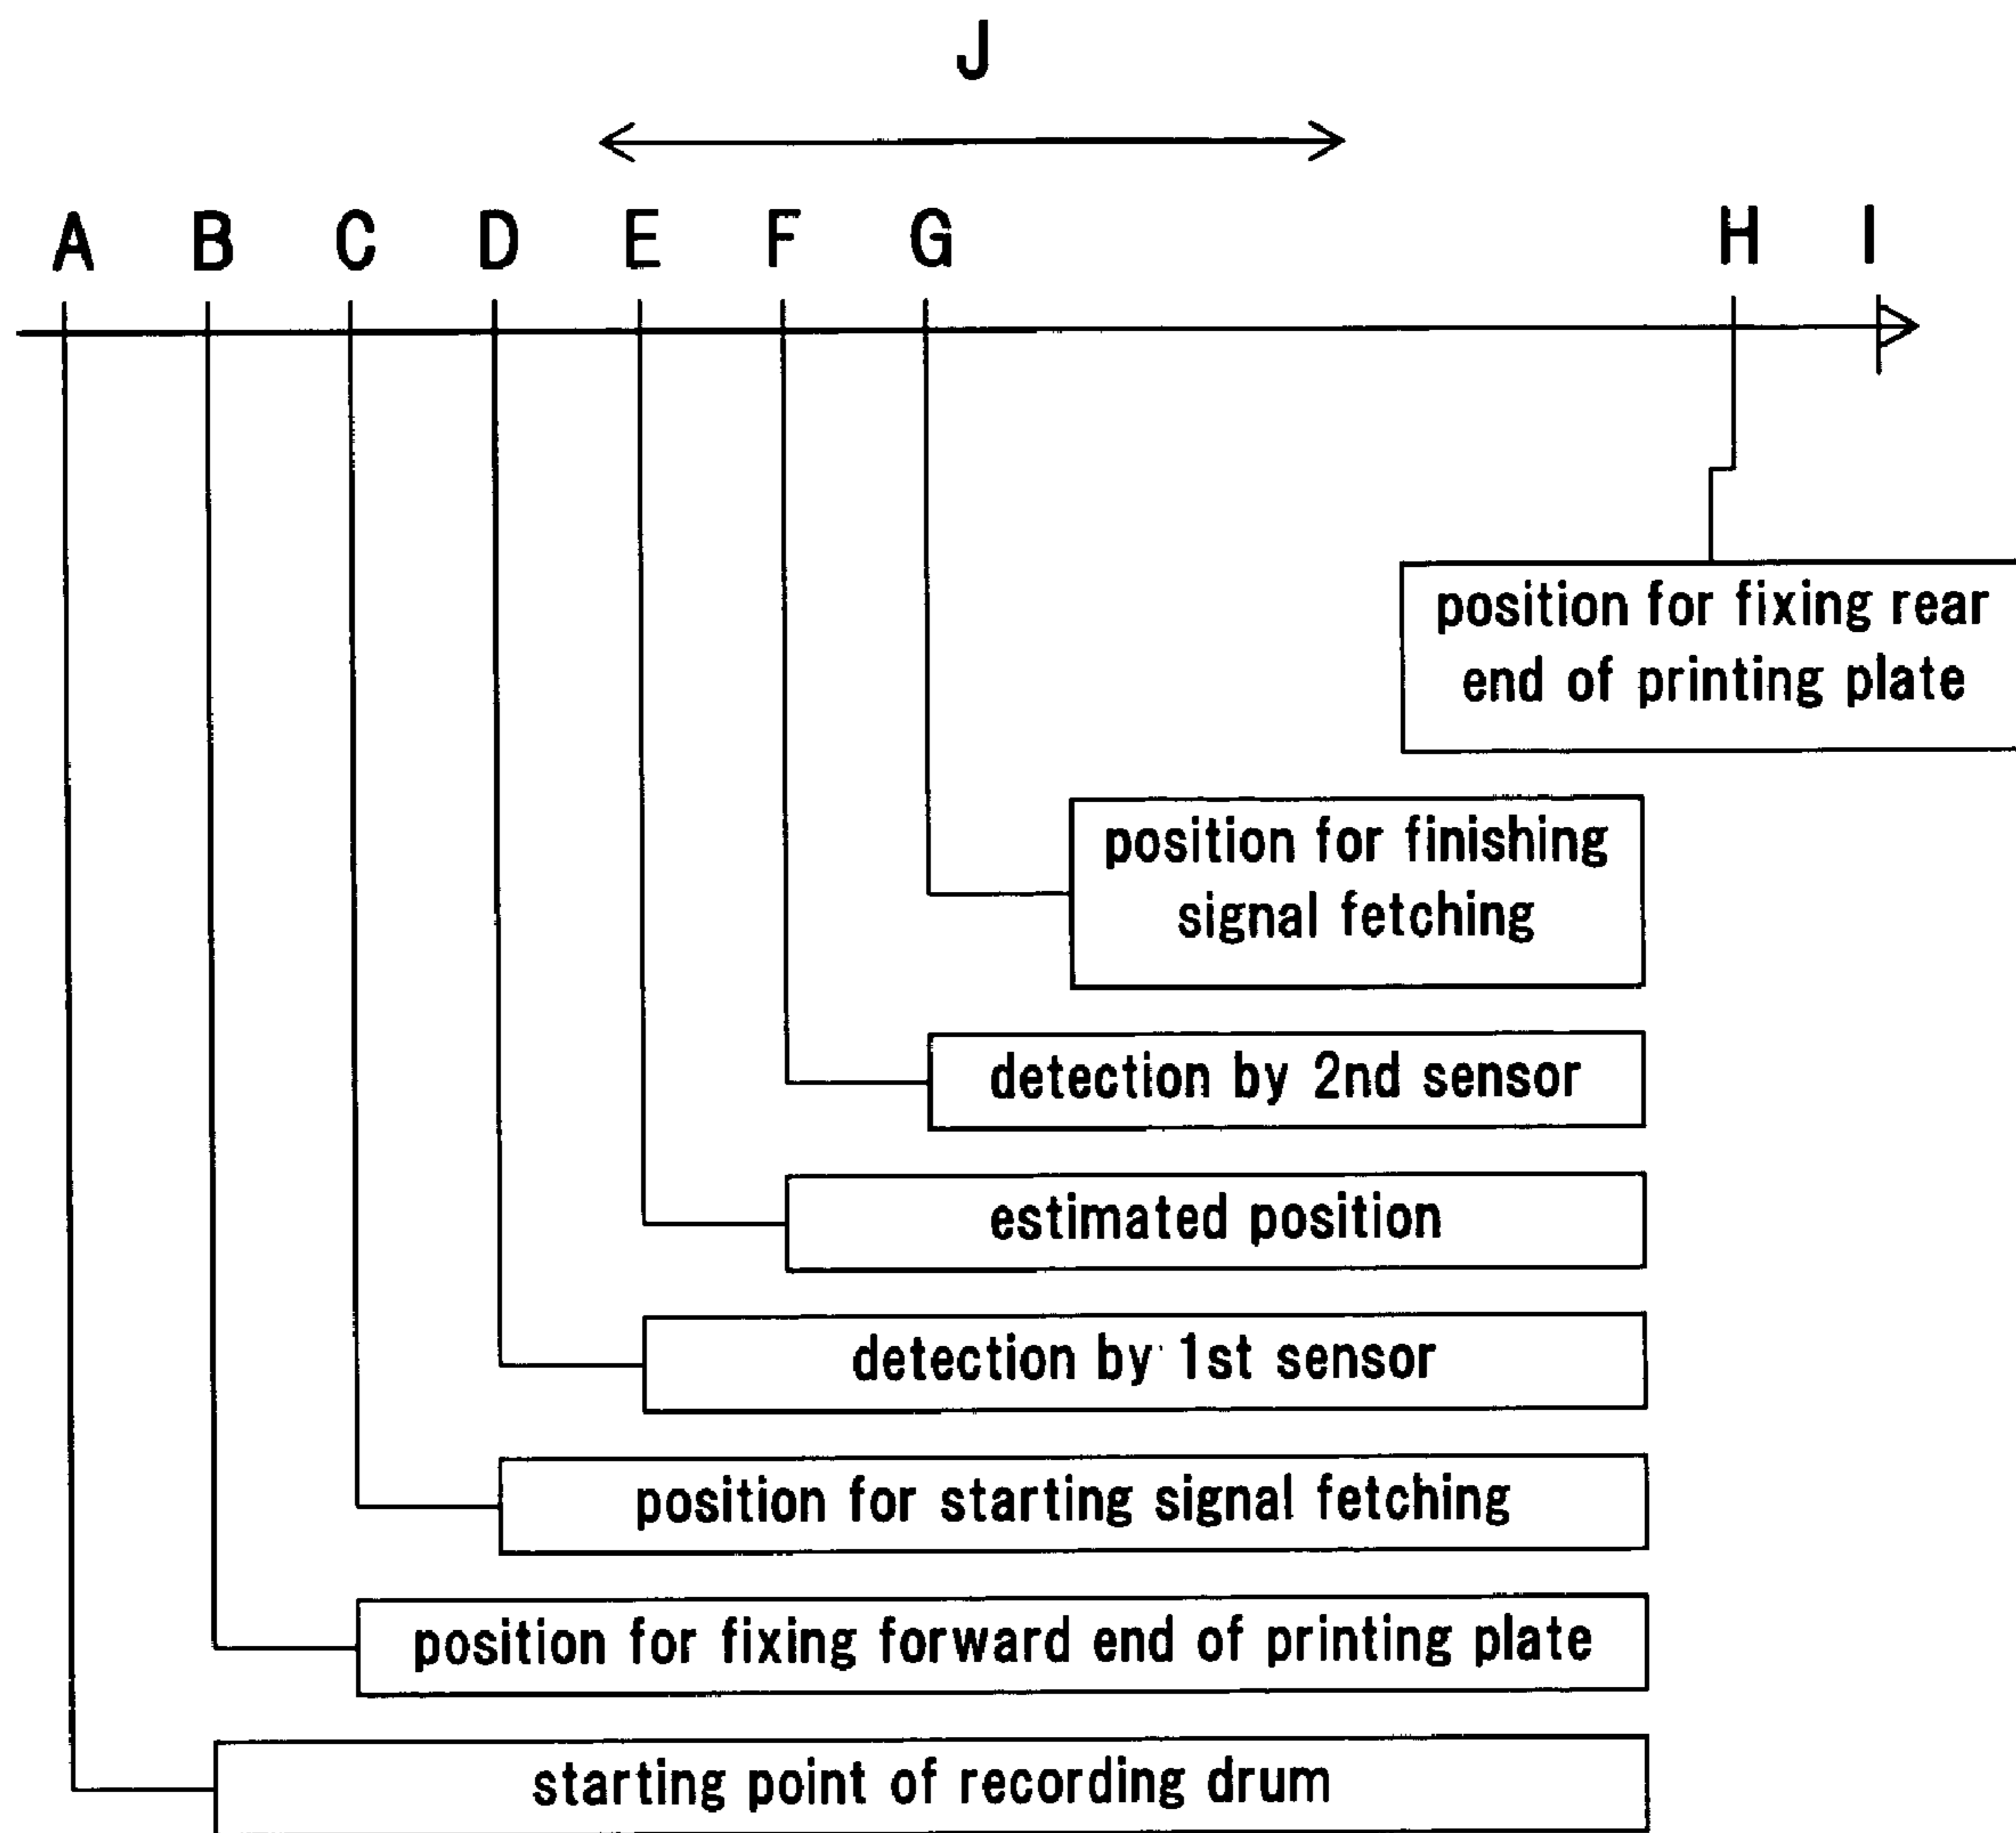 J
A B C D E F G H I
position for fixing rear
end of printing plate
position for finishing
signal fetching
detection by 2nd sensor
estimated position
detection by 1st sensor
position for starting signal fetching
position for fixing forward end of printing plate
starting point of recording drum